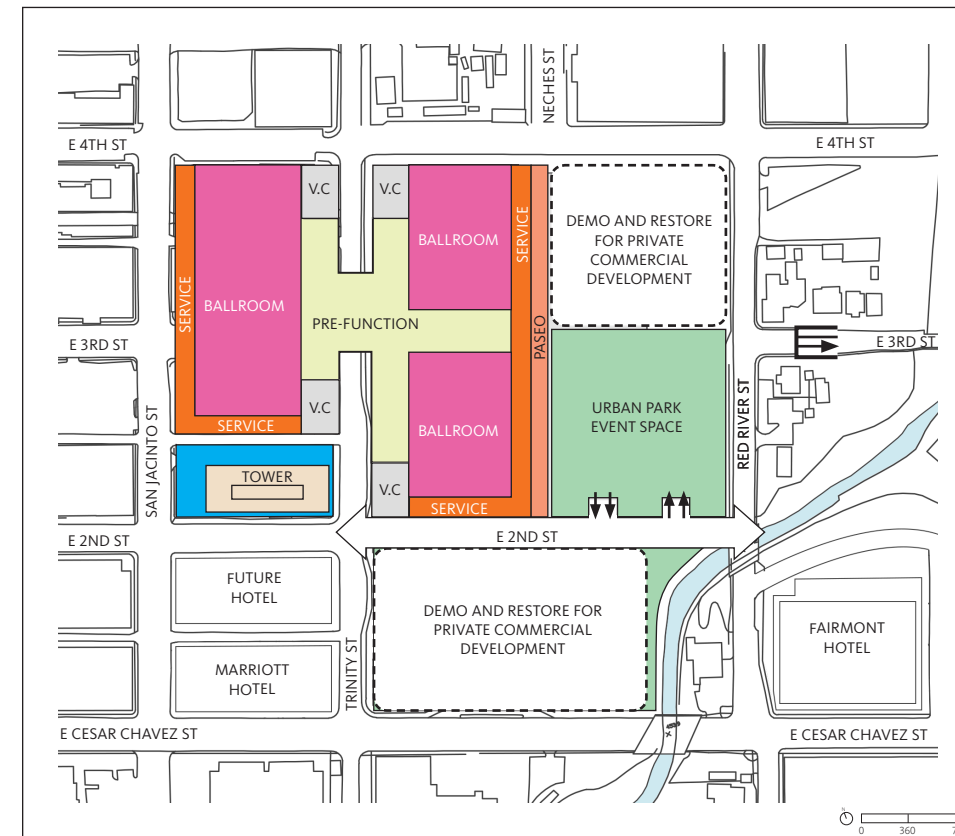 NECHES ST
E 4TH ST
E 4TH ST
V.C
V.C
DEMO AND RESTORE
FOR PRIVATE
COMMERCIAL
DEVELOPMENT
BALLROOM
SERVICE
SERVICE
BALLROOM
PRE-FUNCTION
PASEO
E 3RD ST
E 3RD ST
V.C
SERVICE
BALLROOM
URBAN PARK
EVENT SPACE
RED RIVER ST
SAN JACINTO ST
TOWER
V.C
SERVICE
E 2ND ST
E 2ND ST
FUTURE
HOTEL
DEMO AND RESTORE FOR
PRIVATE COMMERCIAL
DEVELOPMENT
FAIRMONT
HOTEL
MARRIOTT
HOTEL
TRINITY ST
E CESAR CHAVEZ ST
E CESAR CHAVEZ ST
N
0 360